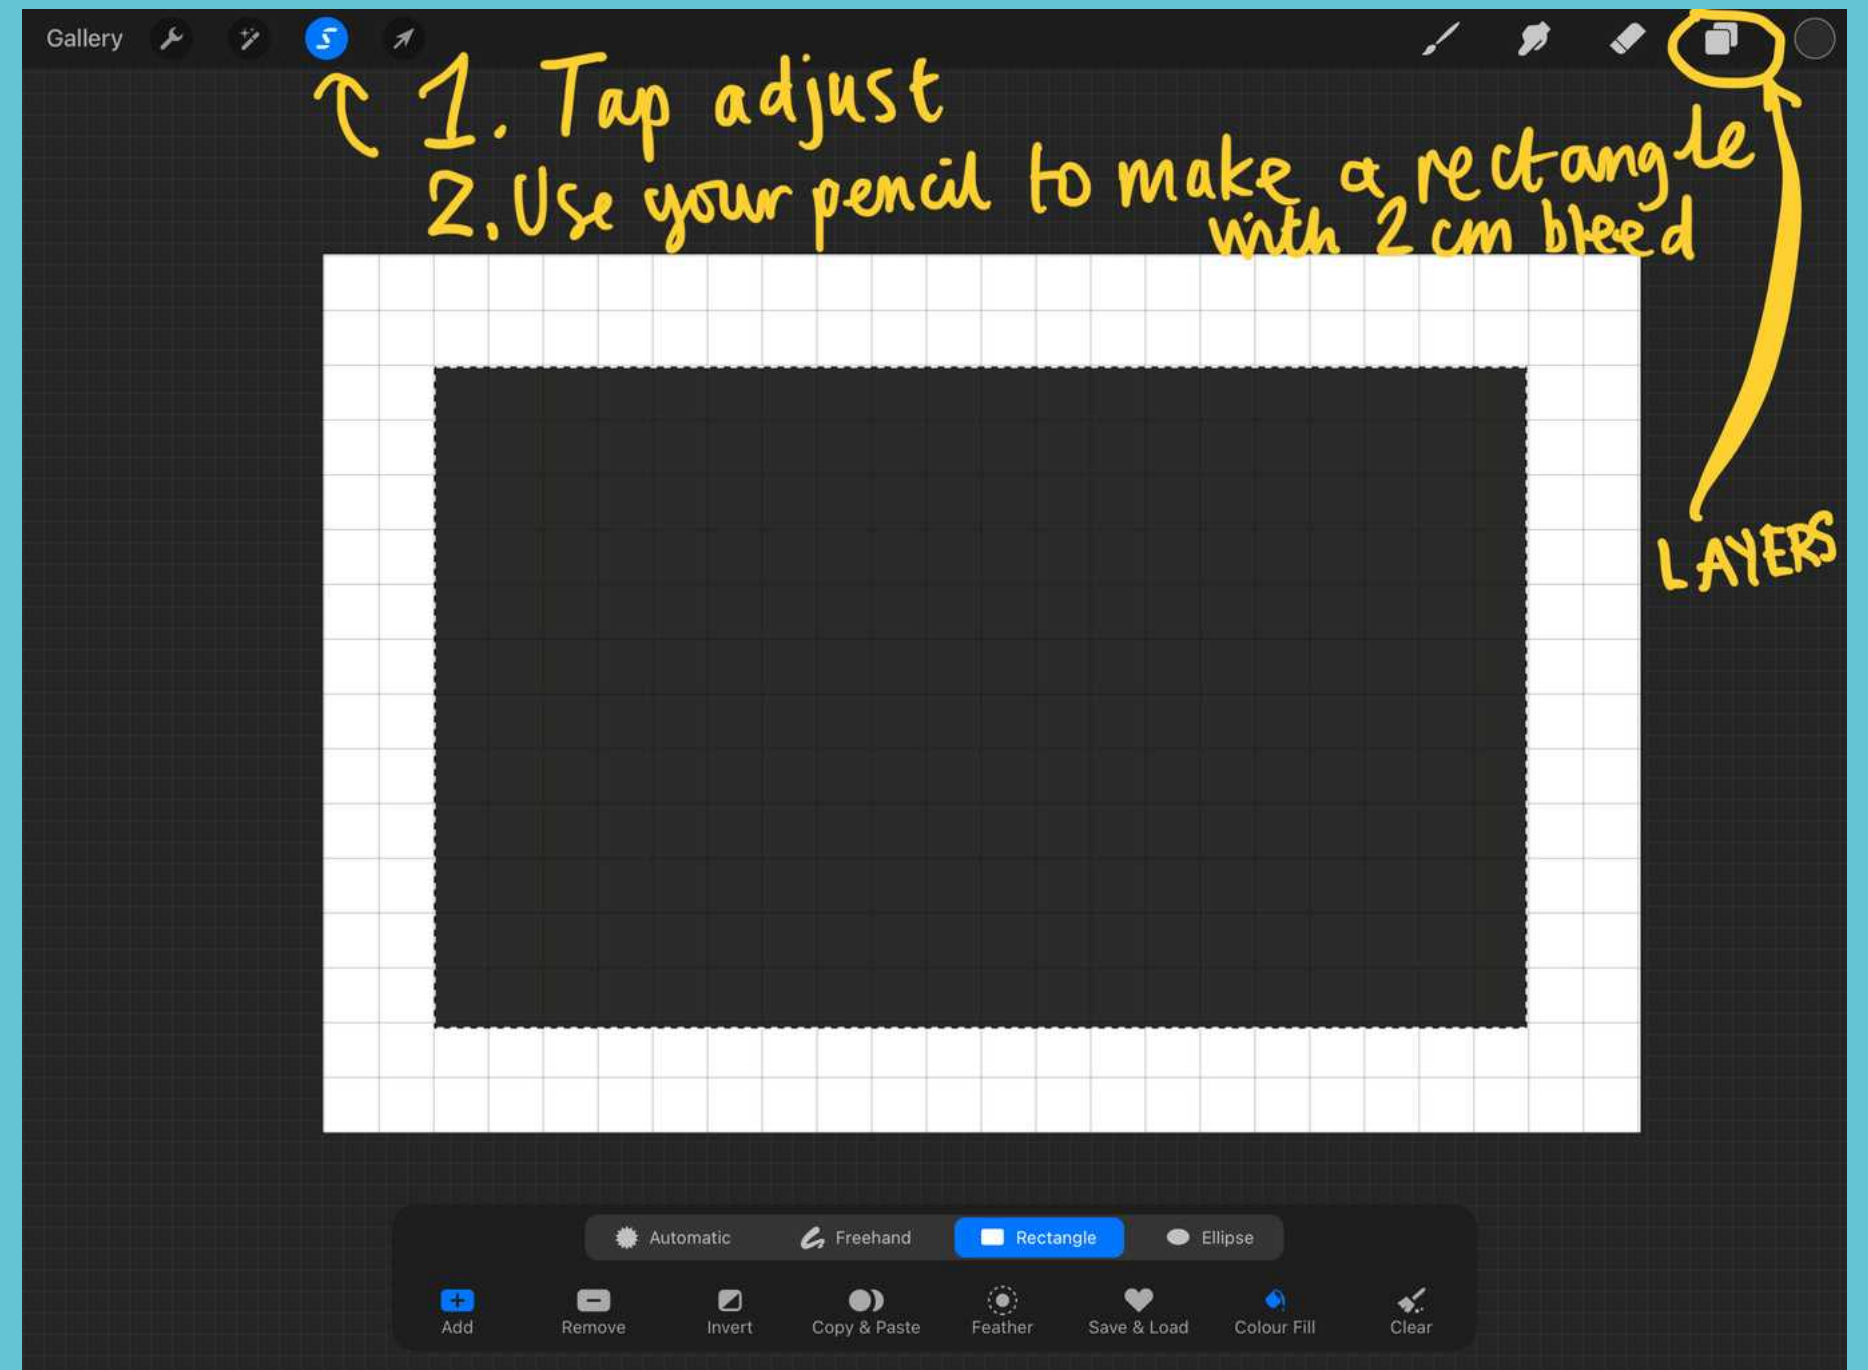 Gallery
1. Tap adjust
2. Use your pencil to make a rectangle
with 2 cm bleed
LAYERS
Automatic Freehand Rectangle Ellipse
Add Remove Invert Copy & Paste Feather Save & Load Colour Fill Clear